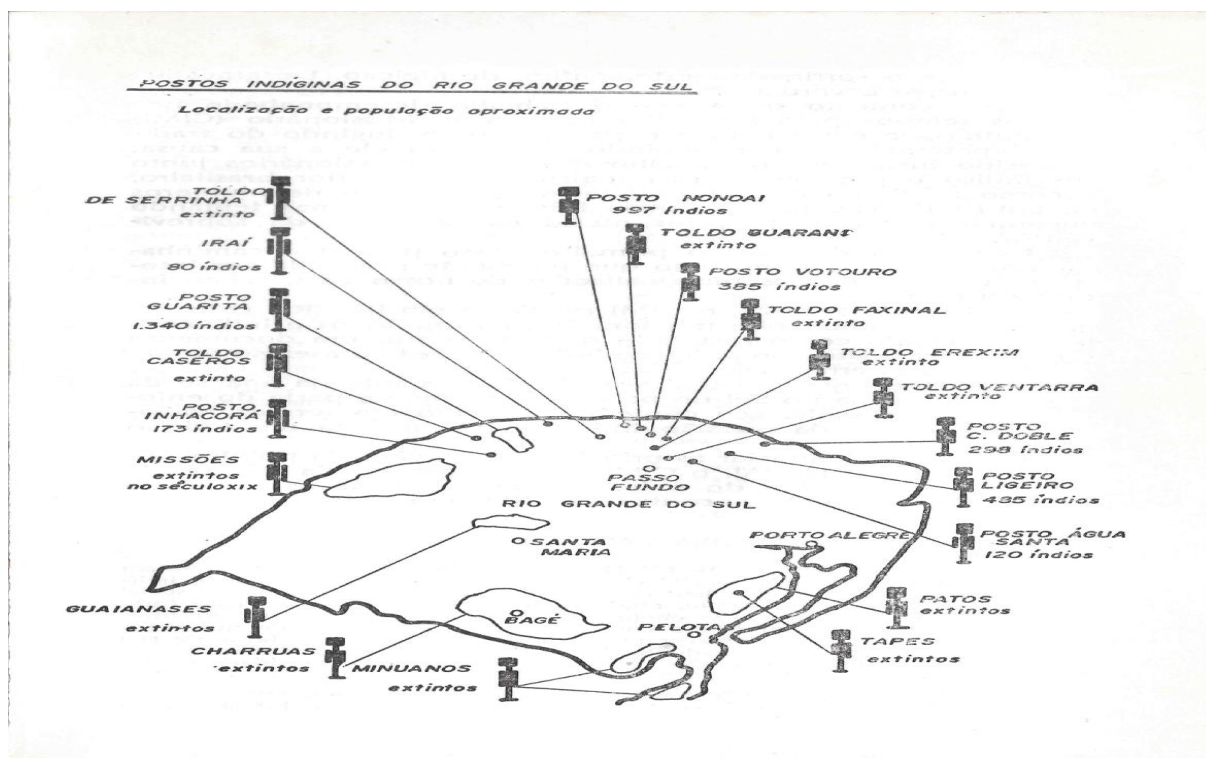 POSTOS INDÍGINAS DO RIO GRANDE DO SUL
Localização e população aproximada
TOLDO
DE SERRINHA
extinto
IRAÍ
80 índios
POSTO
GUARITA
1.340 índios
TOLDO
CASEROS
extinto
POSTO
INHACORÁ
173 índios
MISSÕES
extintos
no século XIX
POSTO NONOAI
997 índios
TOLDO GUARANI
extinto
POSTO VOTOURO
385 índios
TOLDO FAXINAL
extinto
TOLDO EREXIM
extinto
TOLDO VENTARRA
extinto
POSTO
C. DOBLE
298 índios
POSTO
LIGEIRO
435 índios
POSTO ÁGUA
SANTA
120 índios
PASSO
FUNDO
RIO GRANDE DO SUL
SANTA
MARIA
PORTO ALEGRE
BAGÉ
PELOTA
GUAIANASES
extintos
CHARRUAS
extintos
MINUANOS
extintos
PATOS
extintos
TAPES
extintos